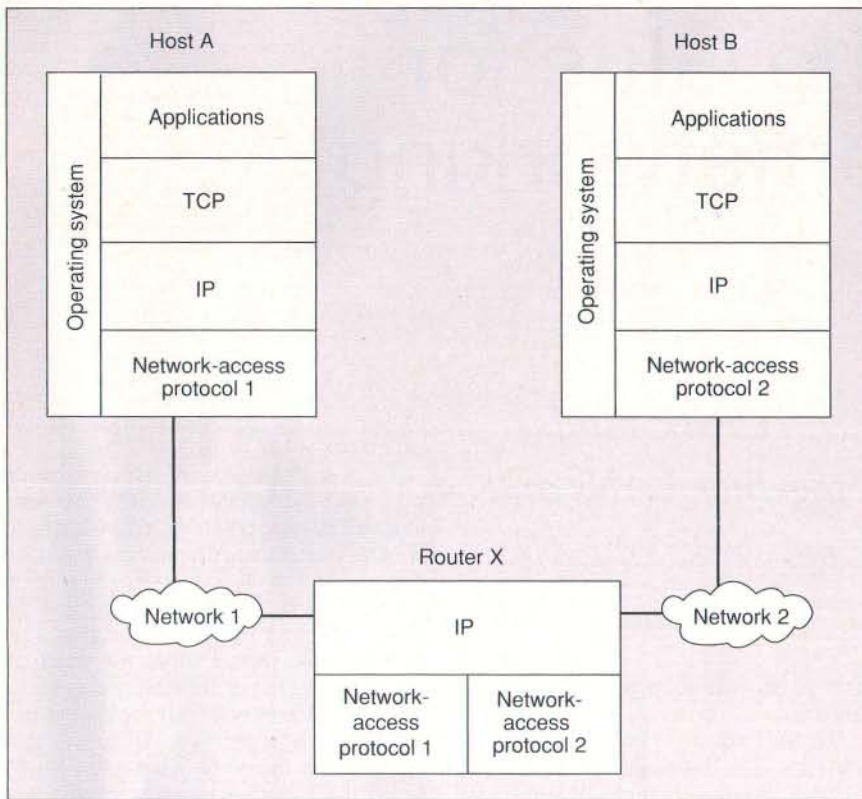 Host A
Host B
Operating system
Applications
TCP
IP
Network-access
protocol 1
Operating system
Applications
TCP
IP
Network-access
protocol 2
Network 1
Router X
IP
Network-
access
protocol 1
Network-
access
protocol 2
Network 2